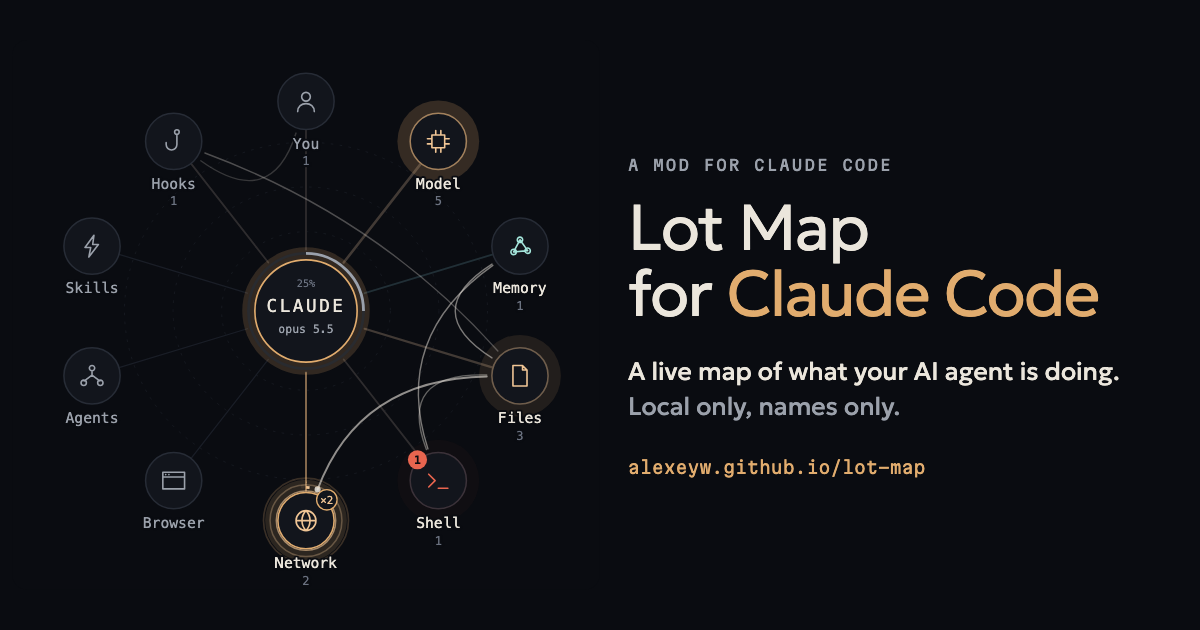 You
1
Hooks
1
Model
5
Skills
Memory
1
25%
CLAUDE
opus 5.5
Agents
Files
3
Browser
1
>_
Shell
1
×2
Network
2
A MOD FOR CLAUDE CODE
Lot Map
for Claude Code
A live map of what your AI agent is doing.
Local only, names only.
alexeyw.github.io/lot-map